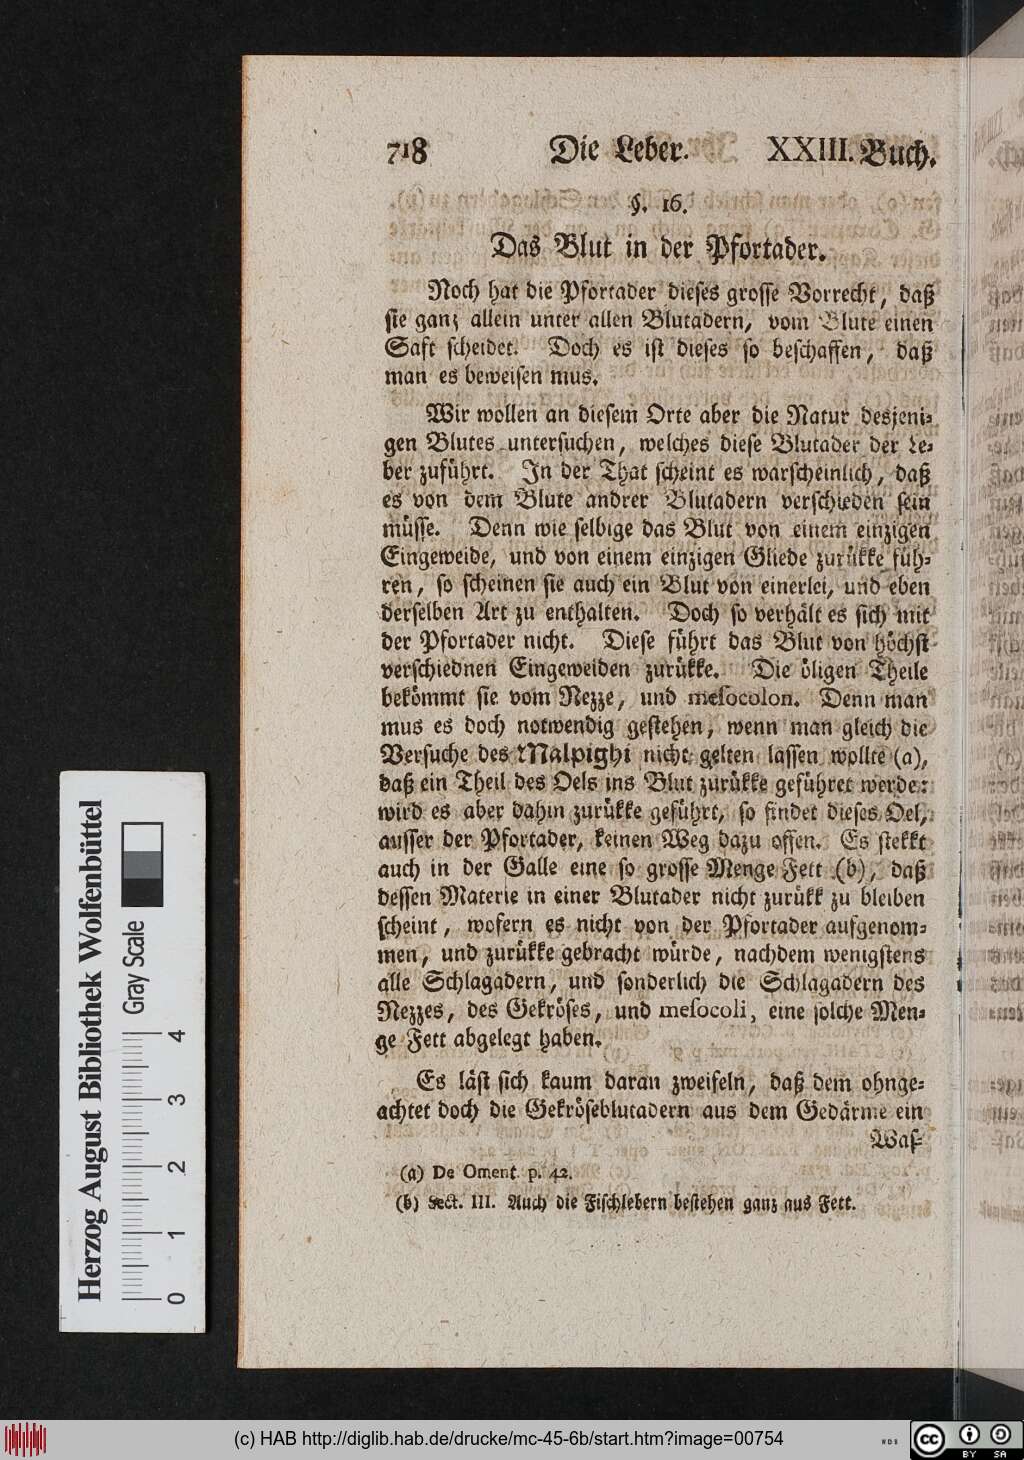 718 Die Leber. XXIII. Buch.
§. 16.
Das Blut in der Pfortader.
Noch hat die Pfortader dieses grosse Vorrecht, daß
sie ganz allein unter allen Blutadern, vom Blute einen
Saft scheidet. Doch es ist dieses so beschaffen, daß
man es beweisen mus.
Wir wollen an diesem Orte aber die Natur desjeni-
gen Blutes untersuchen, welches diese Blutader der Le-
ber zuführt. In der That scheint es warscheinlich, daß
es von dem Blute andrer Blutadern verschieden sein
müsse. Denn wie selbige das Blut von einem einzigen
Eingeweide, und von einem einzigen Gliede zurükke füh-
ren, so scheinen sie auch ein Blut von einerlei, und eben
derselben Art zu enthalten. Doch so verhält es sich mit
der Pfortader nicht. Diese führt das Blut von höchst
verschiednen Eingeweiden zurükke. Die öligen Theile
bekömmt sie vom Nezze, und mesocolon. Denn man
mus es doch notwendig gestehen, wenn man gleich die
Versuche des Malpighi nicht gelten lassen wollte (a),
daß ein Theil des Oels ins Blut zurükke geführet werde:
wird es aber dahin zurükke geführt, so findet dieses Oel,
ausser der Pfortader, keinen Weg dazu offen. Es stekkt
auch in der Galle eine so grosse Menge Fett (b), daß
dessen Materie in einer Blutader nicht zurükk zu bleiben
scheint, wofern es nicht von der Pfortader aufgenom-
men, und zurükke gebracht würde, nachdem wenigstens
alle Schlagadern, und sonderlich die Schlagadern des
Nezzes, des Gekröses, und mesocoli, eine solche Men-
ge Fett abgelegt haben.
Es läst sich kaum daran zweifeln, daß dem ohnge-
achtet doch die Gekröseblutadern aus dem Gedärme ein
Was-
(a) De Oment. p. 42.
(b) Sect. III. Auch die Fischlebern bestehen ganz aus Fett.
Herzog August Bibliothek Wolfenbüttel
Gray Scale
0 1 2 3 4
(c) HAB http://diglib.hab.de/drucke/mc-45-6b/start.htm?image=00754
WDB
cc BY SA